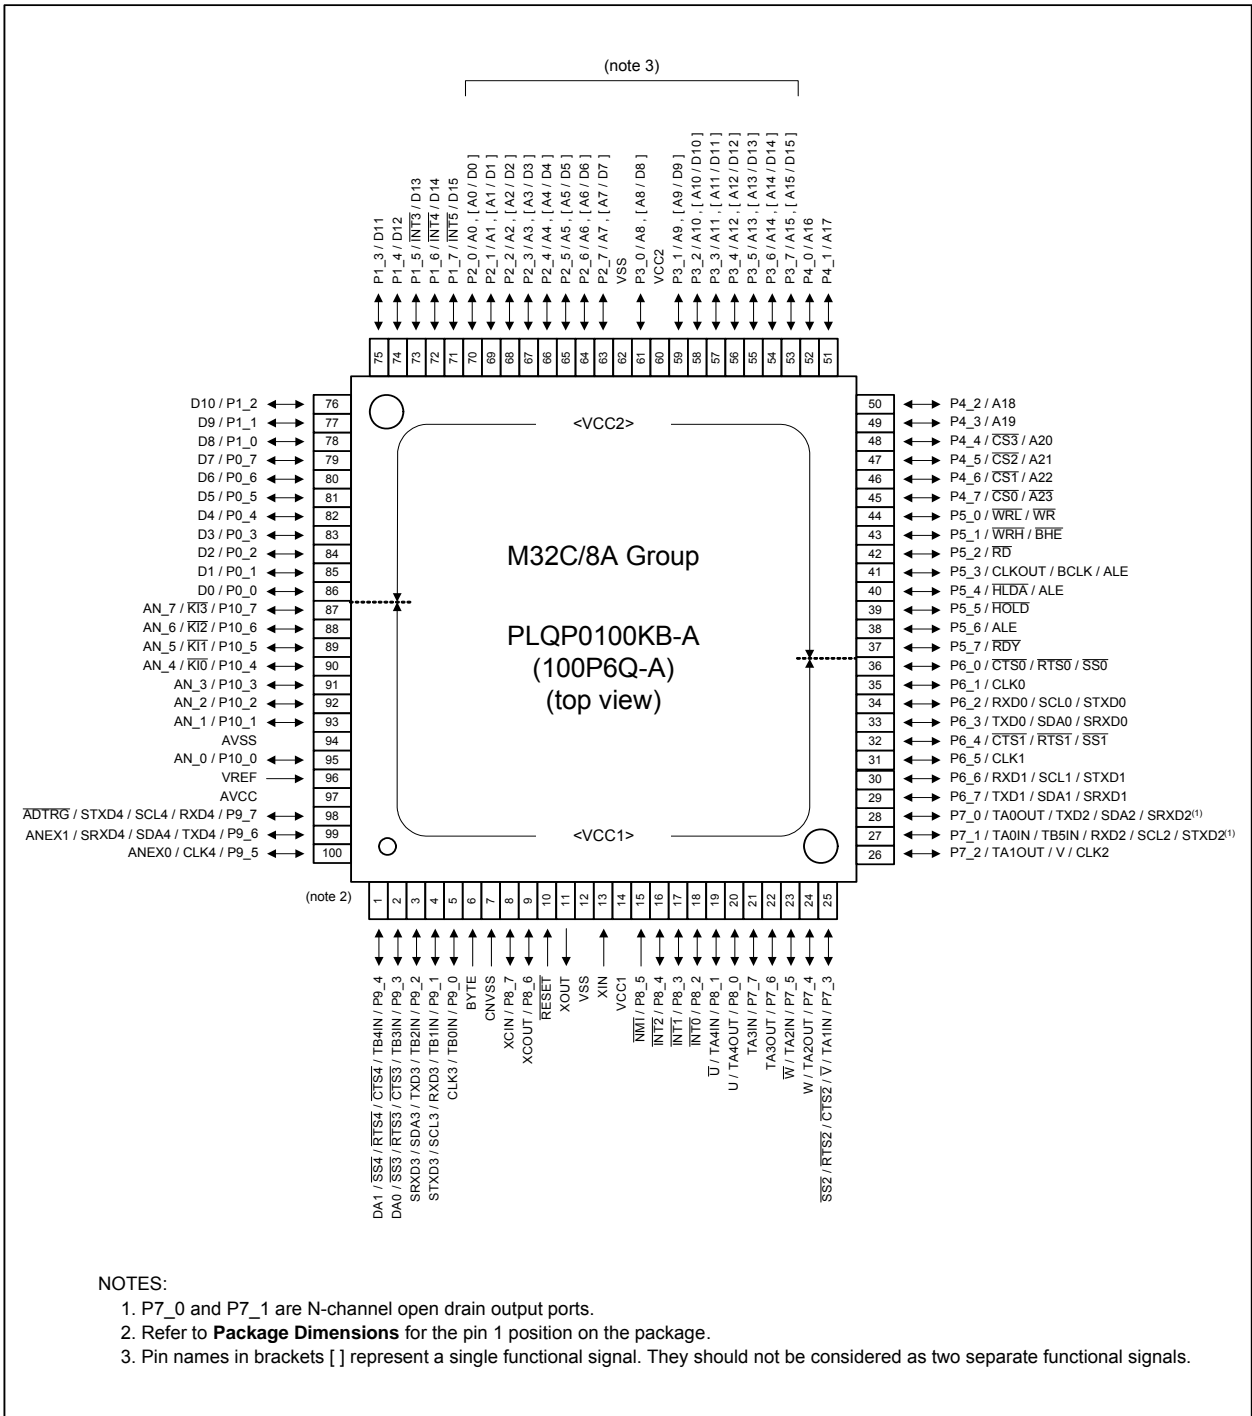 (note 3)
P1_3 / D11
P1_4 / D12
P1_5 / INT3 / D13
P1_6 / INT4 / D14
P1_7 / INT5 / D15
P2_0 / A0 , [ A0 / D0 ]
P2_1 / A1 , [ A1 / D1 ]
P2_2 / A2 , [ A2 / D2 ]
P2_3 / A3 , [ A3 / D3 ]
P2_4 / A4 , [ A4 / D4 ]
P2_5 / A5 , [ A5 / D5 ]
P2_6 / A6 , [ A6 / D6 ]
P2_7 / A7 , [ A7 / D7 ]
VSS
P3_0 / A8 , [ A8 / D8 ]
VCC2
P3_1 / A9 , [ A9 / D9 ]
P3_2 / A10 , [ A10 / D10 ]
P3_3 / A11 , [ A11 / D11 ]
P3_4 / A12 , [ A12 / D12 ]
P3_5 / A13 , [ A13 / D13 ]
P3_6 / A14 , [ A14 / D14 ]
P3_7 / A15 , [ A15 / D15 ]
P4_0 / A16
P4_1 / A17
75 74 73 72 71 70 69 68 67 66 65 64 63 62 61 60 59 58 57 56 55 54 53 52 51
D10 / P1_2 76
D9 / P1_1 77
D8 / P1_0 78
D7 / P0_7 79
D6 / P0_6 80
D5 / P0_5 81
D4 / P0_4 82
D3 / P0_3 83
D2 / P0_2 84
D1 / P0_1 85
D0 / P0_0 86
AN_7 / KI3 / P10_7 87
AN_6 / KI2 / P10_6 88
AN_5 / KI1 / P10_5 89
AN_4 / KI0 / P10_4 90
AN_3 / P10_3 91
AN_2 / P10_2 92
AN_1 / P10_1 93
AVSS 94
AN_0 / P10_0 95
VREF 96
AVCC 97
ADTRG / STXD4 / SCL4 / RXD4 / P9_7 98
ANEX1 / SRXD4 / SDA4 / TXD4 / P9_6 99
ANEX0 / CLK4 / P9_5 100
<VCC2>
M32C/8A Group
PLQP0100KB-A
(100P6Q-A)
(top view)
<VCC1>
50 P4_2 / A18
49 P4_3 / A19
48 P4_4 / CS3 / A20
47 P4_5 / CS2 / A21
46 P4_6 / CS1 / A22
45 P4_7 / CS0 / A23
44 P5_0 / WRL / WR
43 P5_1 / WRH / BHE
42 P5_2 / RD
41 P5_3 / CLKOUT / BCLK / ALE
40 P5_4 / HLDA / ALE
39 P5_5 / HOLD
38 P5_6 / ALE
37 P5_7 / RDY
36 P6_0 / CTS0 / RTS0 / SS0
35 P6_1 / CLK0
34 P6_2 / RXD0 / SCL0 / STXD0
33 P6_3 / TXD0 / SDA0 / SRXD0
32 P6_4 / CTS1 / RTS1 / SS1
31 P6_5 / CLK1
30 P6_6 / RXD1 / SCL1 / STXD1
29 P6_7 / TXD1 / SDA1 / SRXD1
28 P7_0 / TA0OUT / TXD2 / SDA2 / SRXD2(1)
27 P7_1 / TA0IN / TB5IN / RXD2 / SCL2 / STXD2(1)
26 P7_2 / TA1OUT / V / CLK2
(note 2)
1 2 3 4 5 6 7 8 9 10 11 12 13 14 15 16 17 18 19 20 21 22 23 24 25
DA1 / SS4 / RTS4 / CTS4 / TB4IN / P9_4
DA0 / SS3 / RTS3 / CTS3 / TB3IN / P9_3
SRXD3 / SDA3 / TXD3 / TB2IN / P9_2
STXD3 / SCL3 / RXD3 / TB1IN / P9_1
CLK3 / TB0IN / P9_0
BYTE
CNVSS
XCIN / P8_7
XCOUT / P8_6
RESET
XOUT
VSS
XIN
VCC1
NMI / P8_5
INT2 / P8_4
INT1 / P8_3
INT0 / P8_2
U / TA4IN / P8_1
U / TA4OUT / P8_0
TA3IN / P7_7
TA3OUT / P7_6
W / TA2IN / P7_5
W / TA2OUT / P7_4
SS2 / RTS2 / CTS2 / V / TA1IN / P7_3
NOTES:
1. P7_0 and P7_1 are N-channel open drain output ports.
2. Refer to Package Dimensions for the pin 1 position on the package.
3. Pin names in brackets [ ] represent a single functional signal. They should not be considered as two separate functional signals.